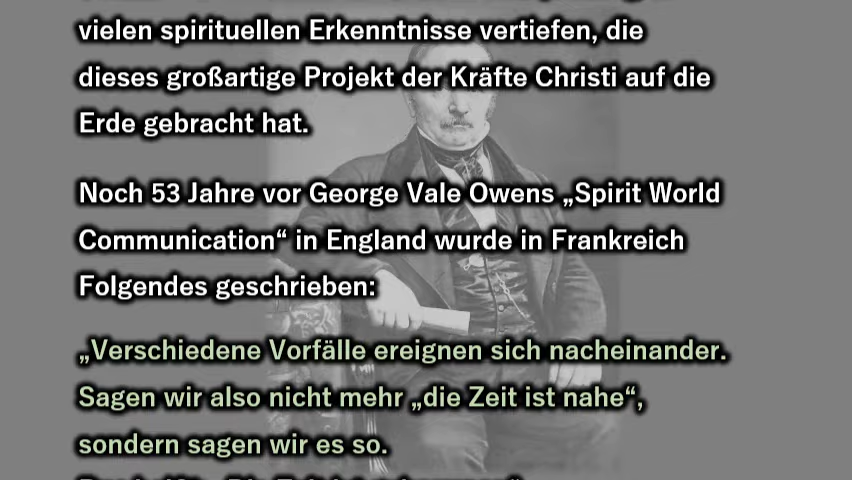 vielen spirituellen Erkenntnisse vertiefen, die
dieses großartige Projekt der Kräfte Christi auf die
Erde gebracht hat.
Noch 53 Jahre vor George Vale Owens „Spirit World
Communication“ in England wurde in Frankreich
Folgendes geschrieben:
„Verschiedene Vorfälle ereignen sich nacheinander.
Sagen wir also nicht mehr „die Zeit ist nahe“,
sondern sagen wir es so.